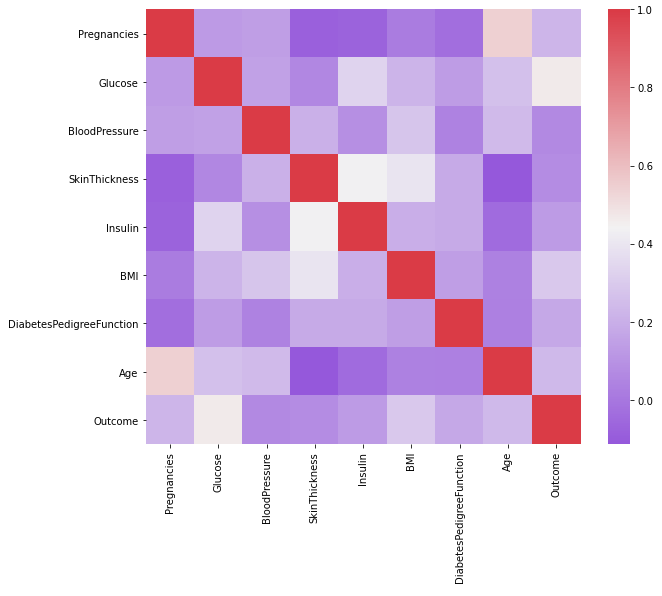 Pregnancies
Glucose
BloodPressure
SkinThickness
Insulin
BMI
DiabetesPedigreeFunction
Age
Outcome
Pregnancies
Glucose
BloodPressure
SkinThickness
Insulin
BMI
DiabetesPedigreeFunction
Age
Outcome
1.0
0.8
0.6
0.4
0.2
0.0